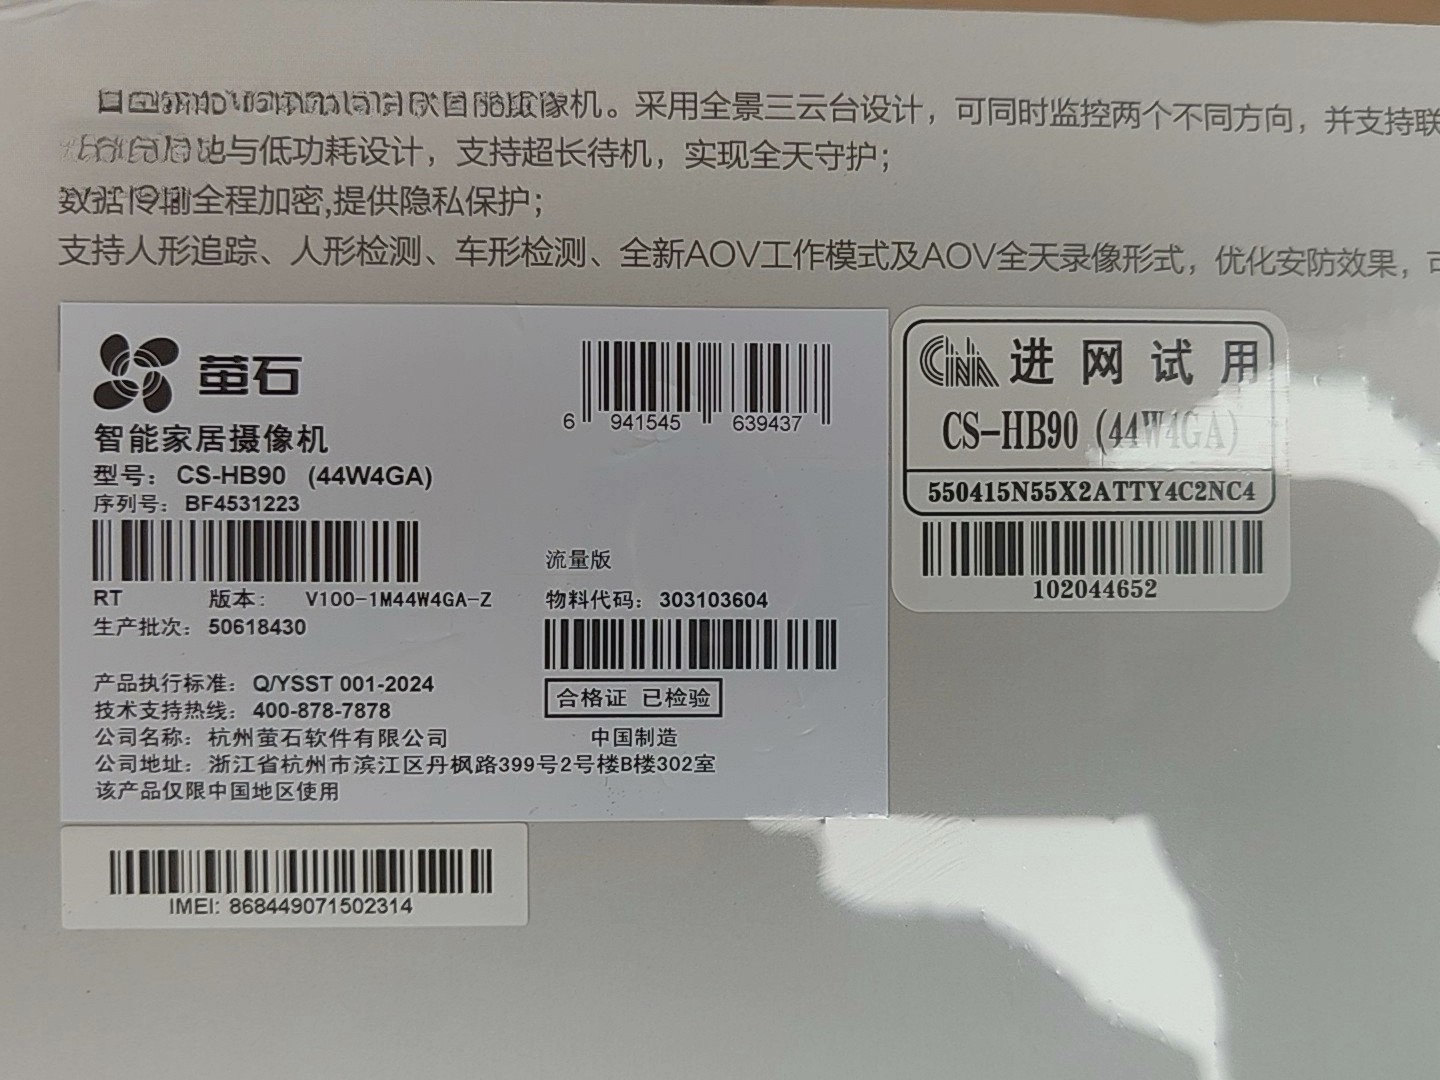 机。采用全景三云台设计，可同时监控两个不同方向，并支持联
与低功耗设计，支持超长待机，实现全天守护；
数据传输全程加密,提供隐私保护；
支持人形追踪、人形检测、车形检测、全新AOV工作模式及AOV全天录像形式，优化安防效果，
萤石
智能家居摄像机
型号： CS-HB90 (44W4GA)
序列号： BF4531223
RT 版本： V100-1M44W4GA-Z
生产批次： 50618430
产品执行标准： Q/YSST 001-2024
技术支持热线： 400-878-7878
公司名称： 杭州萤石软件有限公司
公司地址： 浙江省杭州市滨江区丹枫路399号2号楼B楼302室
该产品仅限中国地区使用
6 941545 639437
流量版
物料代码： 303103604
合格证 已检验
中国制造
CNA 进网试用
CS-HB90 (44W4GA)
550415N55X2ATTY4C2NC4
102044652
IMEI: 868449071502314